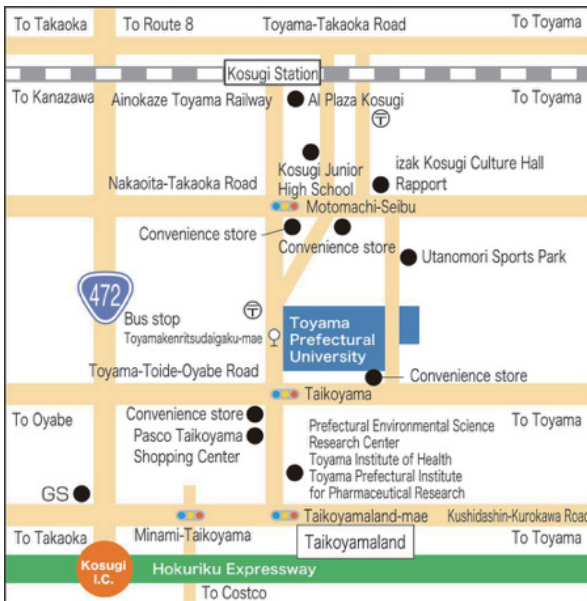 To Takaoka
To Route 8
Toyama-Takaoka Road
To Toyama
Kosugi Station
To Kanazawa
Ainokaze Toyama Railway
Al Plaza Kosugi
To Toyama
〒
Kosugi Junior
High School
izak Kosugi Culture Hall
Rapport
Nakaoita-Takaoka Road
Motomachi-Seibu
Convenience store
Convenience store
Utanomori Sports Park
472
〒
Bus stop
Toyamakenritsudaigaku-mae
Toyama
Prefectural
University
Toyama-Toide-Oyabe Road
Convenience store
Taikoyama
To Oyabe
Convenience store
Pasco Taikoyama
Shopping Center
Prefectural Environmental Science
Research Center
Toyama Institute of Health
Toyama Prefectural Institute
for Pharmaceutical Research
To Toyama
GS
Taikoyamaland-mae
Kushidashin-Kurokawa Road
To Takaoka
Minami-Taikoyama
Taikoyamaland
To Toyama
Kosugi
I.C.
Hokuriku Expressway
To Costco